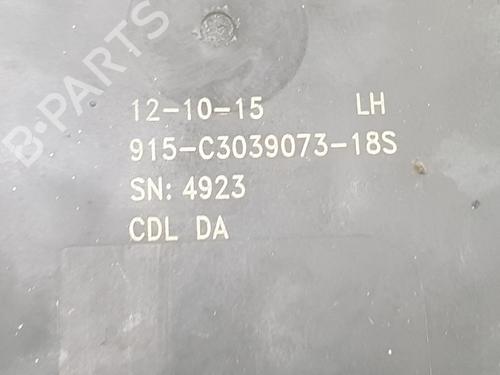 B-PARTS
12-10-15 LH
915-C3039073-18S
SN: 4923
CDL DA